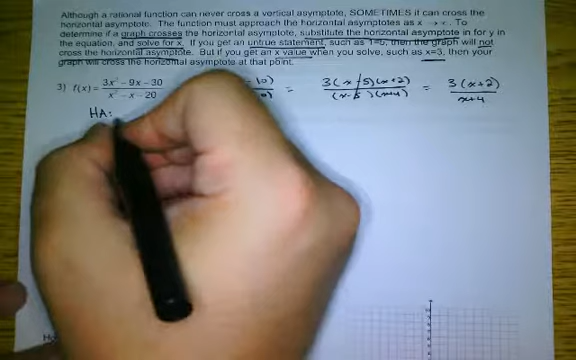 Although a rational function can never cross a vertical asymptote, SOMETIMES it can cross the
horizontal asymptote. The function must approach the horizontal asymptotes as x → ∞. To
determine if a graph crosses the horizontal asymptote, substitute the horizontal asymptote in for y in
the equation, and solve for x. If you get an untrue statement, such as 1=5, then the graph will not
cross the horizontal asymptote. But if you get an x value when you solve, such as x=3, then your
graph will cross the horizontal asymptote at that point.
3) f(x) = 3x² - 9x - 30 / x² - x - 20 = 3(x-5)(x+2) / (x-5)(x+4) = 3(x+2) / x+4
HA: